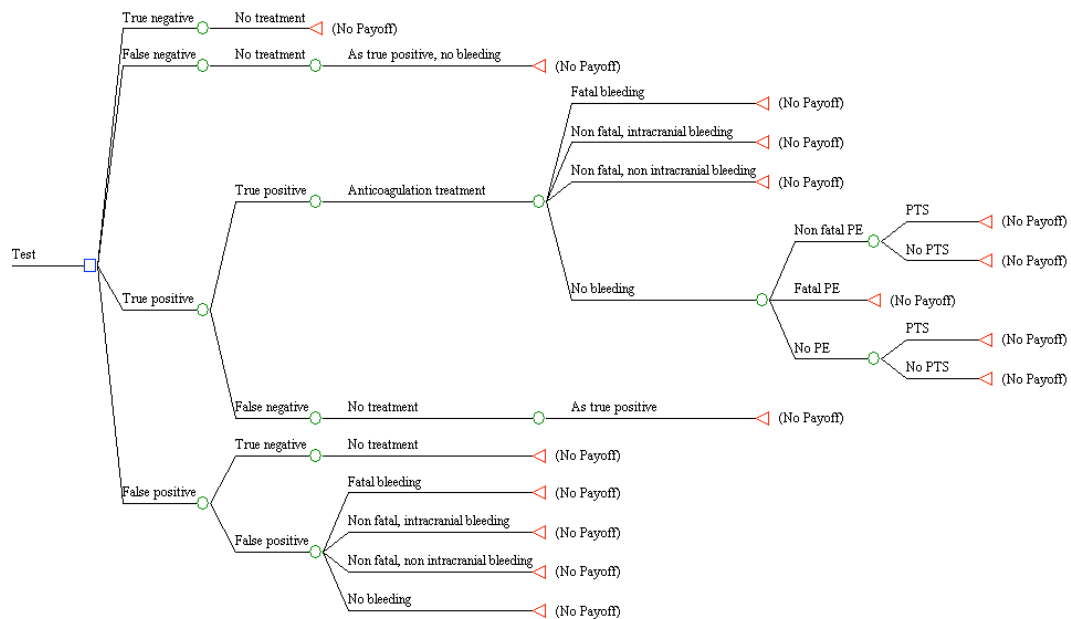 True negative No treatment (No Payoff)
False negative No treatment As true positive, no bleeding (No Payoff)
Fatal bleeding (No Payoff)
Non fatal, intracranial bleeding (No Payoff)
Non fatal, non intracranial bleeding (No Payoff)
True positive Anticoagulation treatment
PTS (No Payoff)
Non fatal PE
No PTS (No Payoff)
Test
No bleeding Fatal PE (No Payoff)
True positive
PTS (No Payoff)
No PE
No PTS (No Payoff)
False negative No treatment As true positive (No Payoff)
True negative No treatment (No Payoff)
False positive
Fatal bleeding (No Payoff)
Non fatal, intracranial bleeding (No Payoff)
False positive
Non fatal, non intracranial bleeding (No Payoff)
No bleeding (No Payoff)